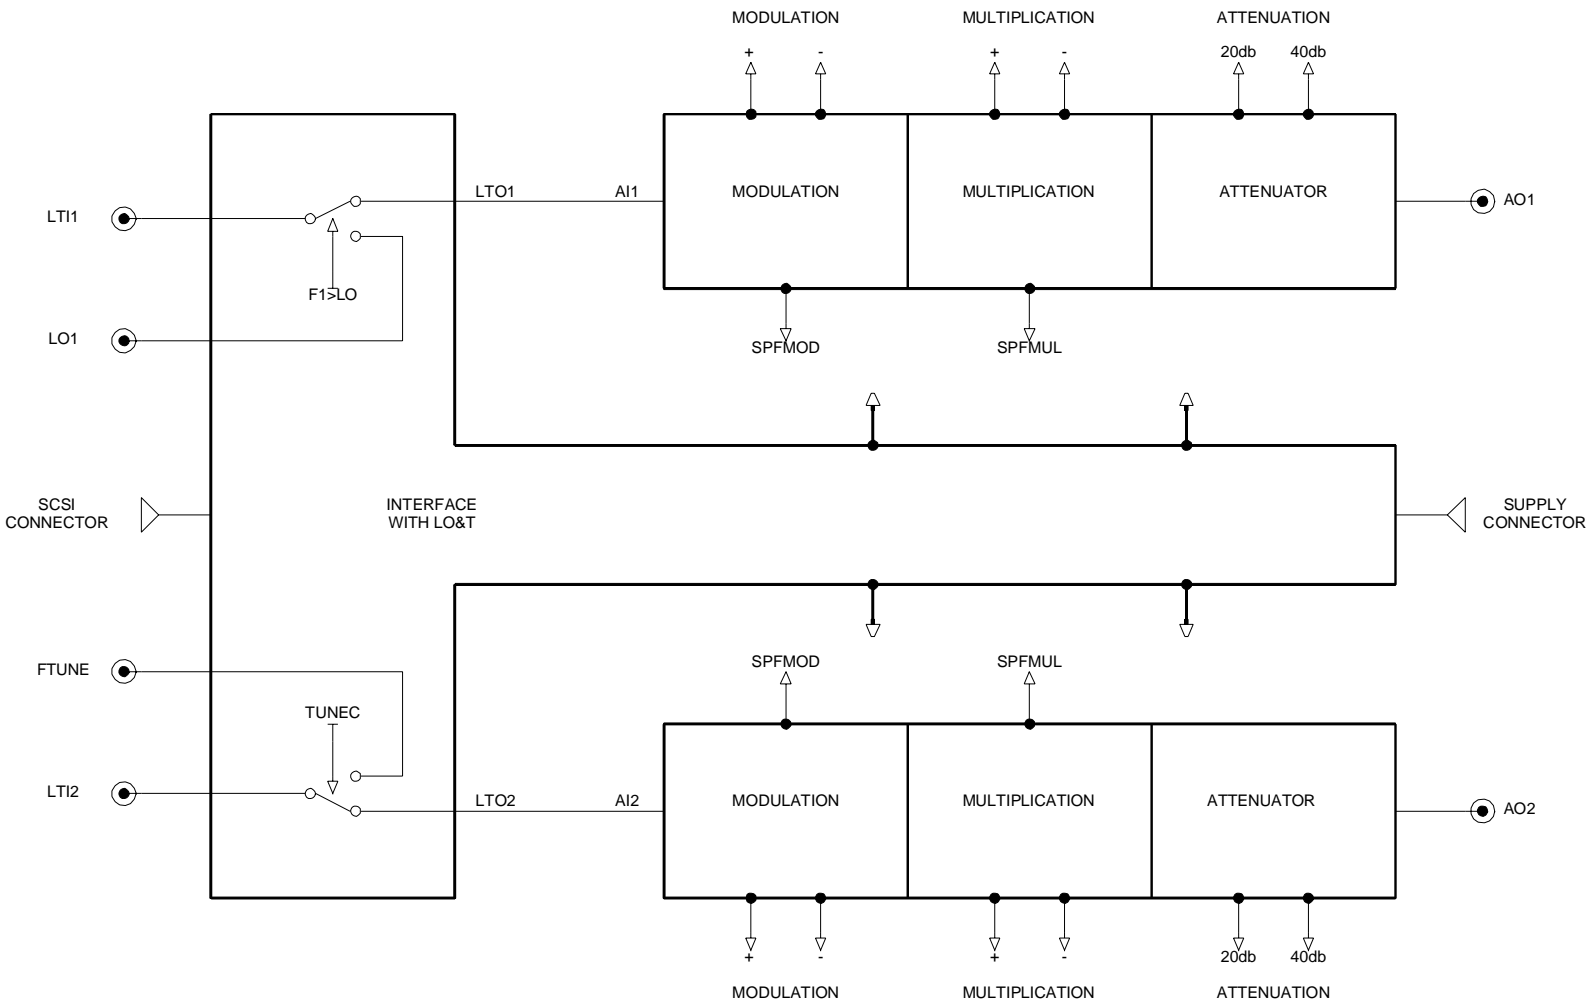 MODULATION MULTIPLICATION ATTENUATION
+ - + - 20db 40db
MODULATION MULTIPLICATION ATTENUATOR
LTO1 AI1
LTI1 AO1
F1>LO
LO1
SPFMOD SPFMUL
SCSI
CONNECTOR
INTERFACE
WITH LO&T
SUPPLY
CONNECTOR
FTUNE
SPFMOD SPFMUL
TUNEC
LTI2
LTO2 AI2
MODULATION MULTIPLICATION ATTENUATOR
AO2
+ - + - 20db 40db
MODULATION MULTIPLICATION ATTENUATION